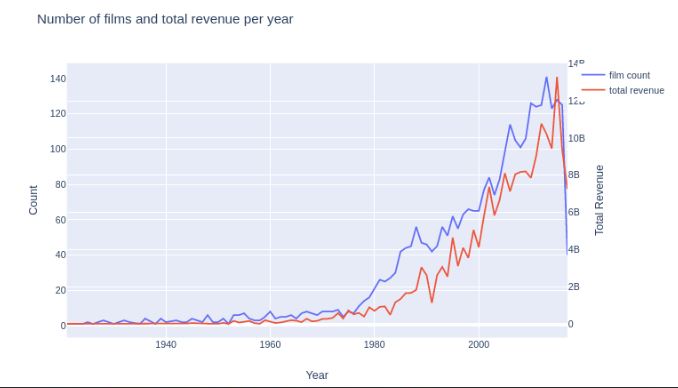 Number of films and total revenue per year
140
120
100
80
60
40
20
0
Count
1940
1960
1980
2000
Year
14B
12B
10B
8B
6B
4B
2B
0
Total Revenue
film count
total revenue